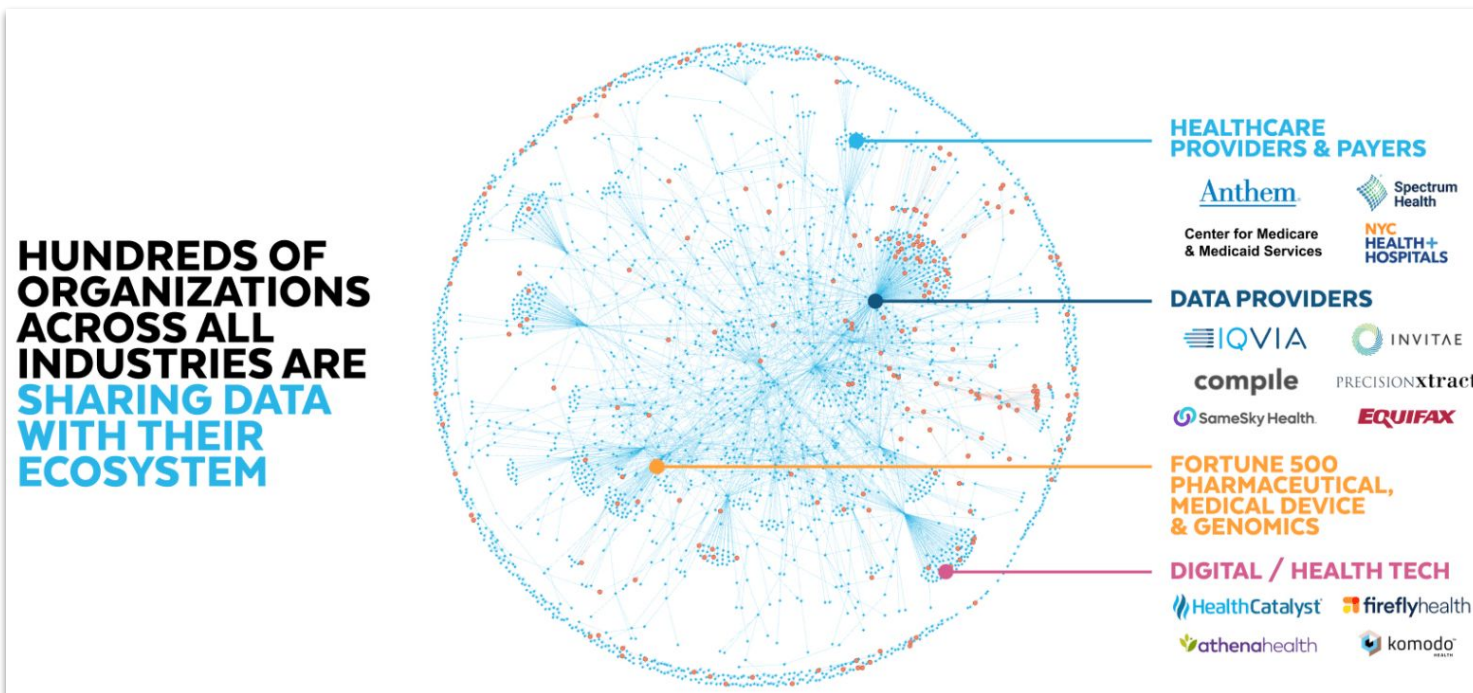 HUNDREDS OF
ORGANIZATIONS
ACROSS ALL
INDUSTRIES ARE
SHARING DATA
WITH THEIR
ECOSYSTEM
HEALTHCARE
PROVIDERS & PAYERS
Anthem
Spectrum
Health
Center for Medicare
& Medicaid Services
NYC
HEALTH+
HOSPITALS
DATA PROVIDERS
IQVIA
INVITAE
compile
PRECISIONxtract
SameSky Health
EQUIFAX
FORTUNE 500
PHARMACEUTICAL,
MEDICAL DEVICE
& GENOMICS
DIGITAL / HEALTH TECH
HealthCatalyst
fireflyhealth
athenahealth
komodo
HEALTH